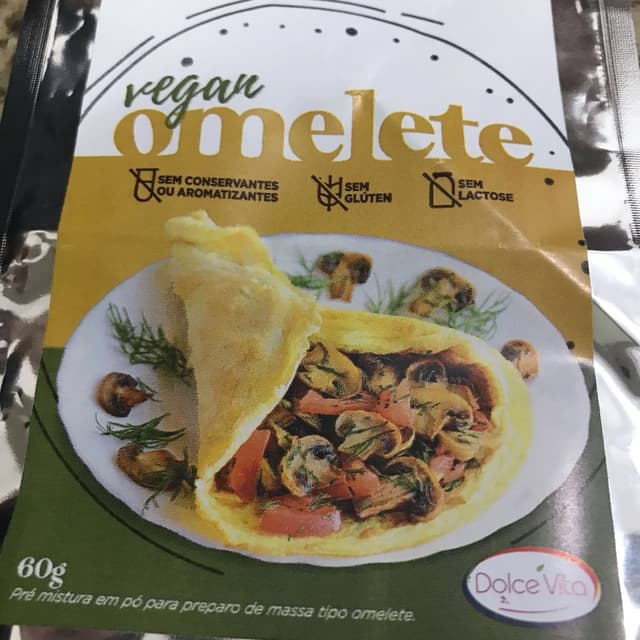 vegan
omelete
SEM CONSERVANTES
OU AROMATIZANTES
SEM
GLÚTEN
SEM
LACTOSE
60g
Pré mistura em pó para preparo de massa tipo omelete.
Dolce Vita